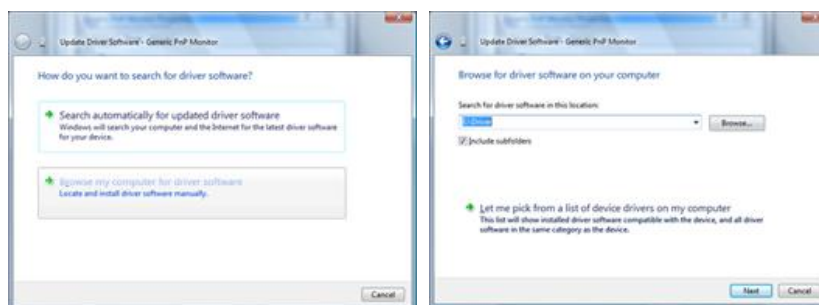 Update Driver Software - Generic PnP Monitor
How do you want to search for driver software?
Search automatically for updated driver software
Windows will search your computer and the Internet for the latest driver software
for your device.
Browse my computer for driver software
Locate and install driver software manually.
Cancel
Update Driver Software - Generic PnP Monitor
Browse for driver software on your computer
Search for driver software in this location:
Browse...
Include subfolders
Let me pick from a list of device drivers on my computer
This list will show installed driver software compatible with the device, and all driver
software in the same category as the device.
Next
Cancel